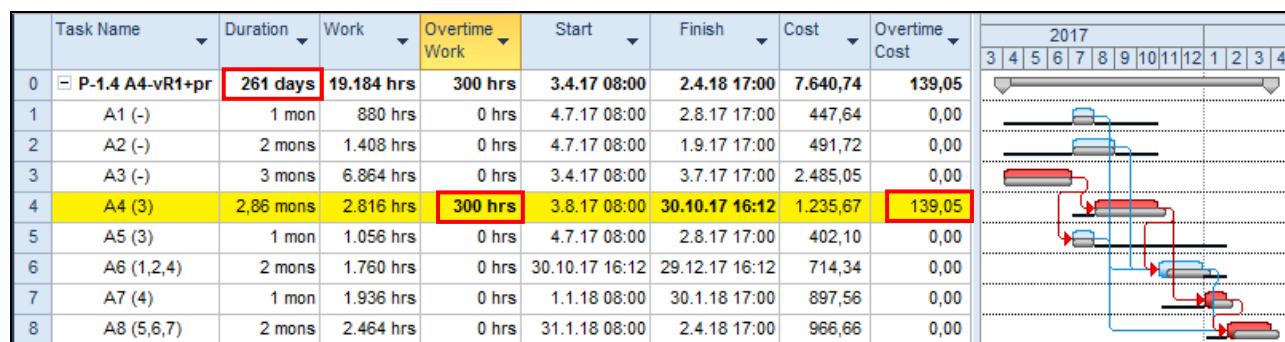 Task Name Duration Work Overtime Work Start Finish Cost Overtime Cost 2017
3 4 5 6 7 8 9 10 11 12 1 2 3 4
0 P-1.4 A4-vR1+pr 261 days 19.184 hrs 300 hrs 3.4.17 08:00 2.4.18 17:00 7.640,74 139,05
1 A1 (-) 1 mon 880 hrs 0 hrs 4.7.17 08:00 2.8.17 17:00 447,64 0,00
2 A2 (-) 2 mons 1.408 hrs 0 hrs 4.7.17 08:00 1.9.17 17:00 491,72 0,00
3 A3 (-) 3 mons 6.864 hrs 0 hrs 3.4.17 08:00 3.7.17 17:00 2.485,05 0,00
4 A4 (3) 2,86 mons 2.816 hrs 300 hrs 3.8.17 08:00 30.10.17 16:12 1.235,67 139,05
5 A5 (3) 1 mon 1.056 hrs 0 hrs 4.7.17 08:00 2.8.17 17:00 402,10 0,00
6 A6 (1,2,4) 2 mons 1.760 hrs 0 hrs 30.10.17 16:12 29.12.17 16:12 714,34 0,00
7 A7 (4) 1 mon 1.936 hrs 0 hrs 1.1.18 08:00 30.1.18 17:00 897,56 0,00
8 A8 (5,6,7) 2 mons 2.464 hrs 0 hrs 31.1.18 08:00 2.4.18 17:00 966,66 0,00